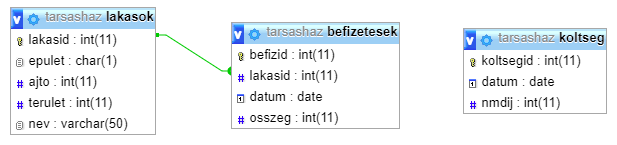 tarsashaz lakasok
lakasid : int(11)
epulet : char(1)
ajto : int(11)
terulet : int(11)
nev : varchar(50)
tarsashaz befizetesek
befizid : int(11)
lakasid : int(11)
datum : date
osszeg : int(11)
tarsashaz koltseg
koltsegid : int(11)
datum : date
nmdij : int(11)